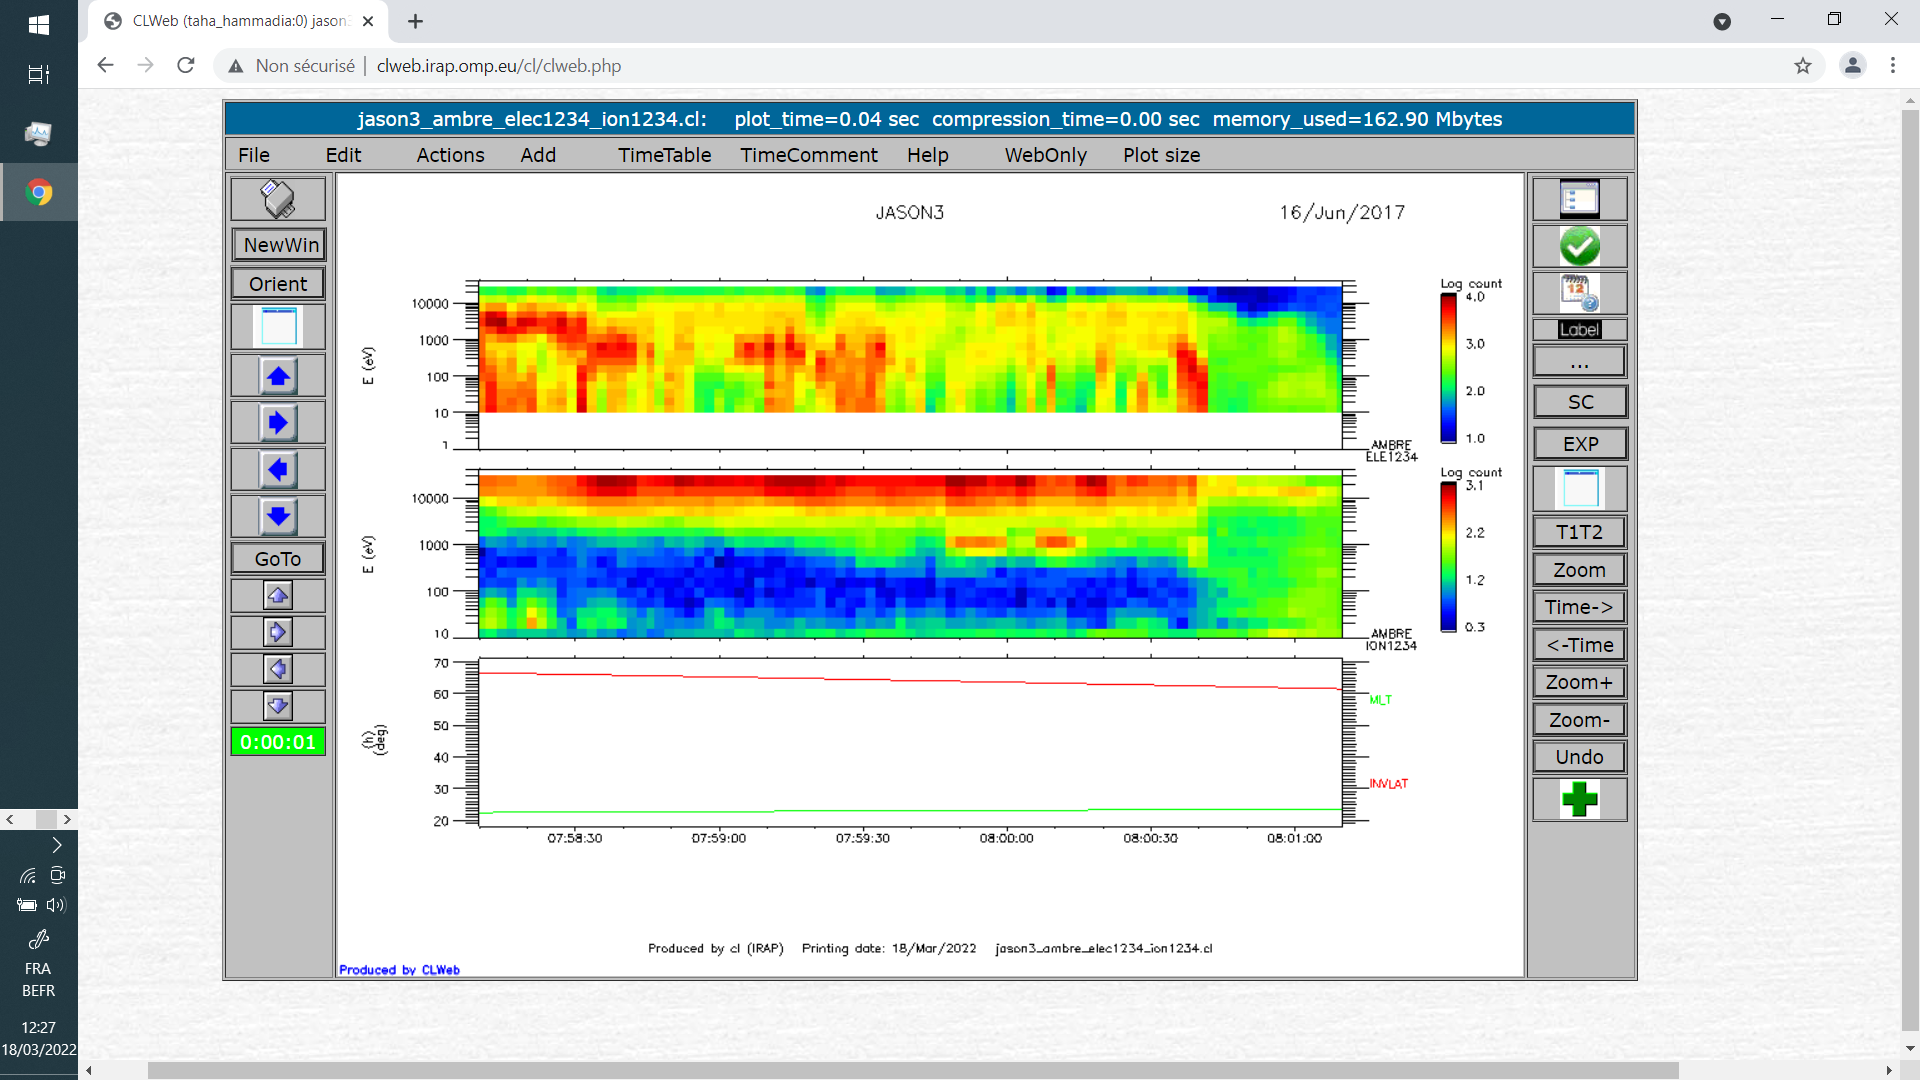 CLWeb (taha_hammadia:0) jason3
Non sécurisé | clweb.irap.omp.eu/cl/clweb.php
jason3_ambre_elec1234_ion1234.cl: plot_time=0.04 sec compression_time=0.00 sec memory_used=162.90 Mbytes
File Edit Actions Add TimeTable TimeComment Help WebOnly Plot size
NewWin
Orient
GoTo
0:00:01
JASON3 16/Jun/2017
Log count
4.0
3.0
2.0
1.0
10000
1000
100
10
1
E (eV)
AMBRE
ELE1234
Log count
3.1
2.2
1.2
0.3
10000
1000
100
10
E (eV)
AMBRE
ION1234
70
60
50
40
30
20
(h)
(deg)
MLT
INVLAT
07:58:30 07:59:00 07:59:30 08:00:00 08:00:30 08:01:00
Produced by cl (IRAP) Printing date: 18/Mar/2022 jason3_ambre_elec1234_ion1234.cl
Produced by CLWeb
12
Label
...
SC
EXP
T1T2
Zoom
Time->
<-Time
Zoom+
Zoom-
Undo
FRA
BEFR
12:27
18/03/2022